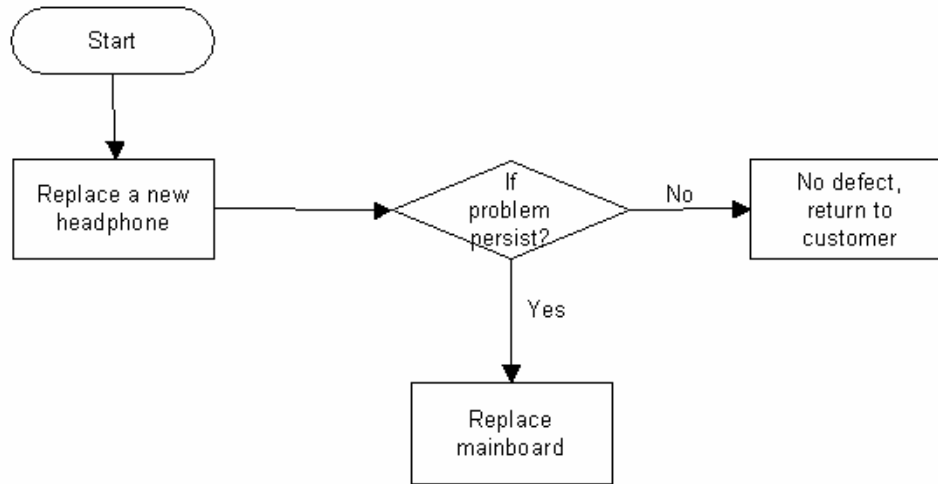 Start
Replace a new
headphone
If
problem
persist?
No
No defect,
return to
customer
Yes
Replace
mainboard